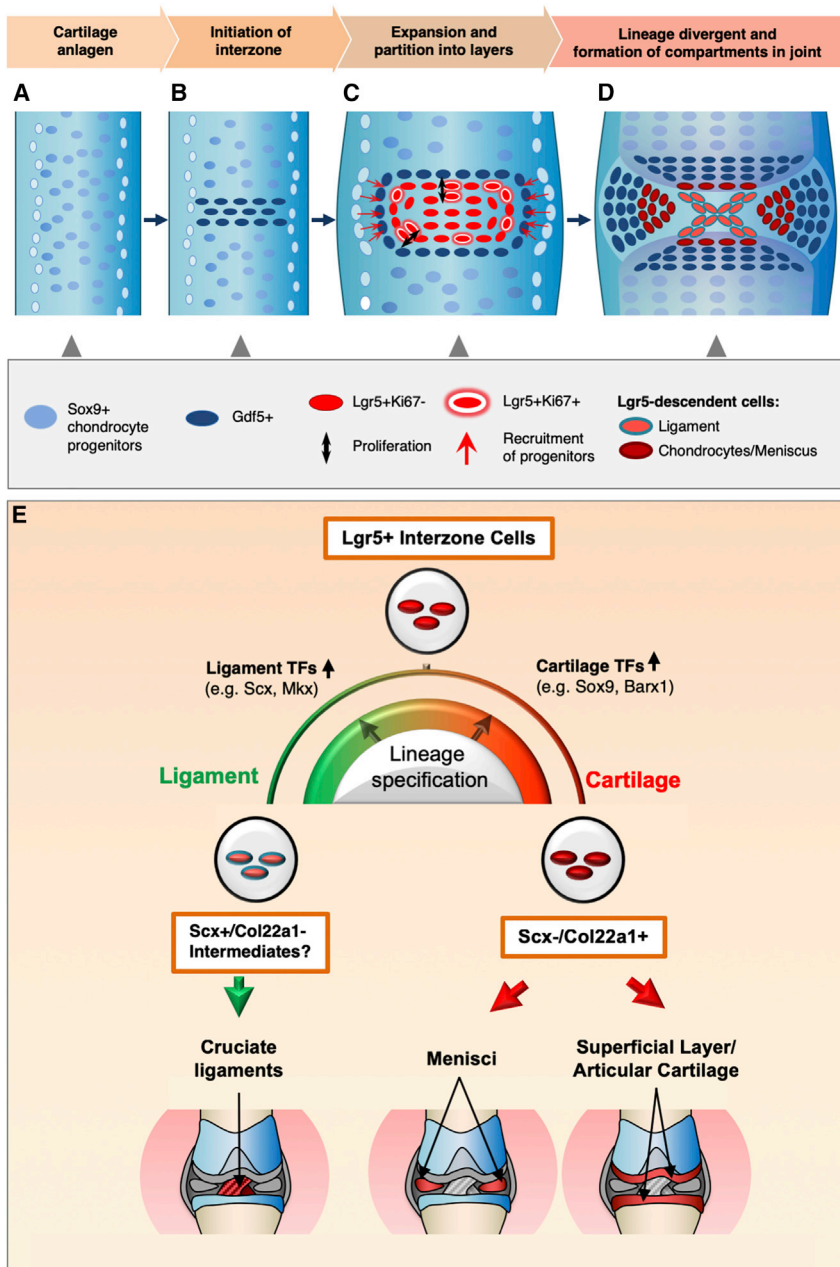 Cartilage
anlagen
Initiation of
interzone
Expansion and
partition into layers
Lineage divergent and
formation of compartments in joint
A
B
C
D
Sox9+
chondrocyte
progenitors
Gdf5+
Lgr5+Ki67-
Proliferation
Lgr5+Ki67+
Recruitment
of progenitors
Lgr5-descendent cells:
Ligament
Chondrocytes/Meniscus
E
Lgr5+ Interzone Cells
Ligament TFs
(e.g. Scx, Mkx)
Cartilage TFs
(e.g. Sox9, Barx1)
Lineage
specification
Ligament
Cartilage
Scx+/Col22a1-
Intermediates?
Scx-/Col22a1+
Cruciate
ligaments
Menisci
Superficial Layer/
Articular Cartilage